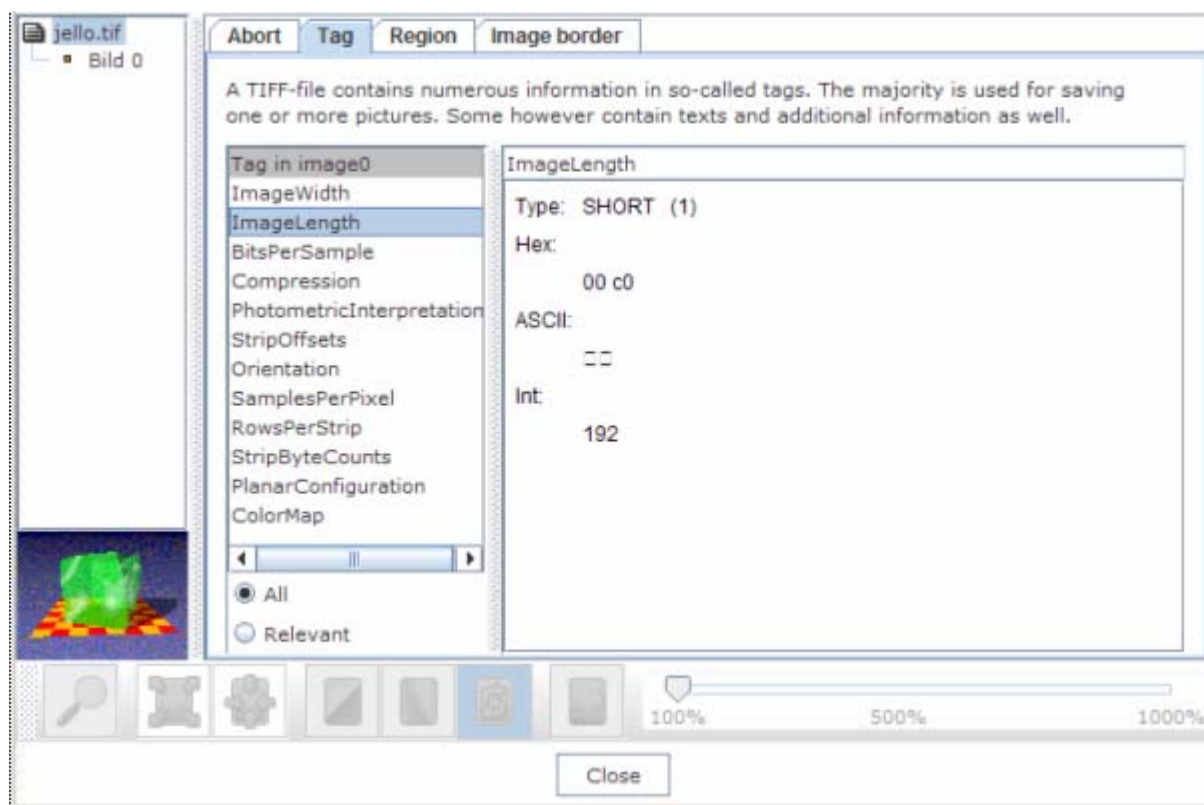 jello.tif
Bild 0
Abort
Tag
Region
Image border
A TIFF-file contains numerous information in so-called tags. The majority is used for saving
one or more pictures. Some however contain texts and additional information as well.
Tag in image0
ImageWidth
ImageLength
BitsPerSample
Compression
PhotometricInterpretation
StripOffsets
Orientation
SamplesPerPixel
RowsPerStrip
StripByteCounts
PlanarConfiguration
ColorMap
All
Relevant
ImageLength
Type: SHORT (1)
Hex:
00 c0
ASCII:
Int:
192
100%
500%
1000%
Close